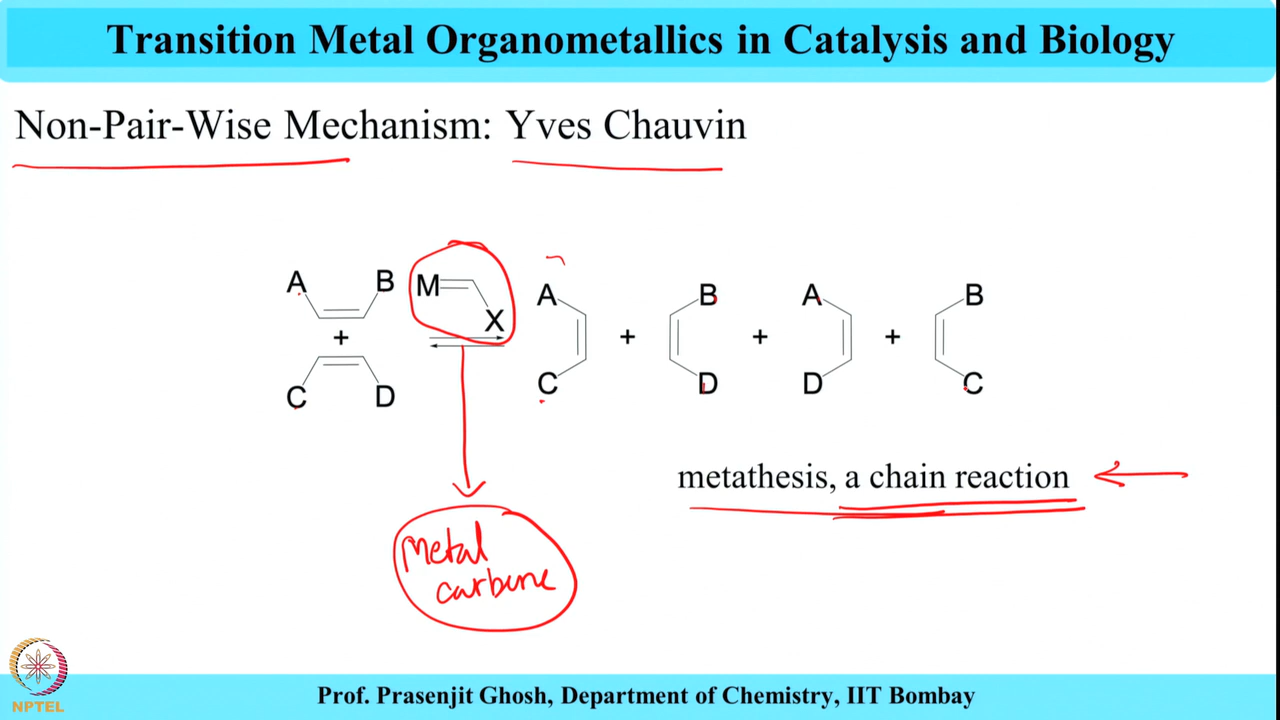 Transition Metal Organometallics in Catalysis and Biology
Non-Pair-Wise Mechanism: Yves Chauvin
A B M X A B A B
+ + + +
C D C D D C
metathesis, a chain reaction
Metal
carbene
Prof. Prasenjit Ghosh, Department of Chemistry, IIT Bombay
NPTEL